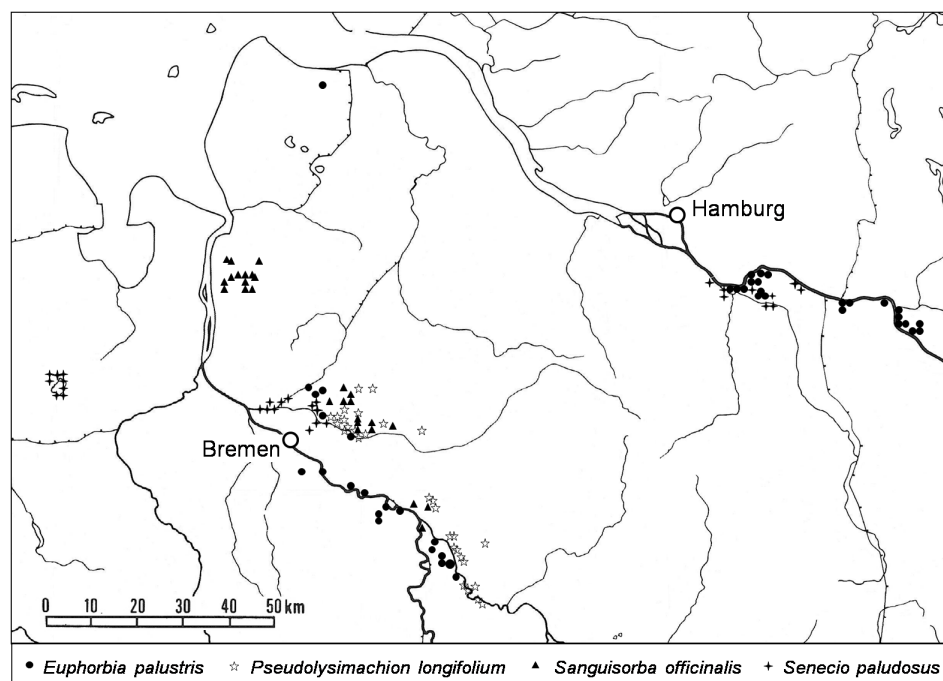 Hamburg
Bremen
0 10 20 30 40 50 km
Euphorbia palustris Pseudolysimachion longifolium Sanguisorba officinalis Senecio paludosus